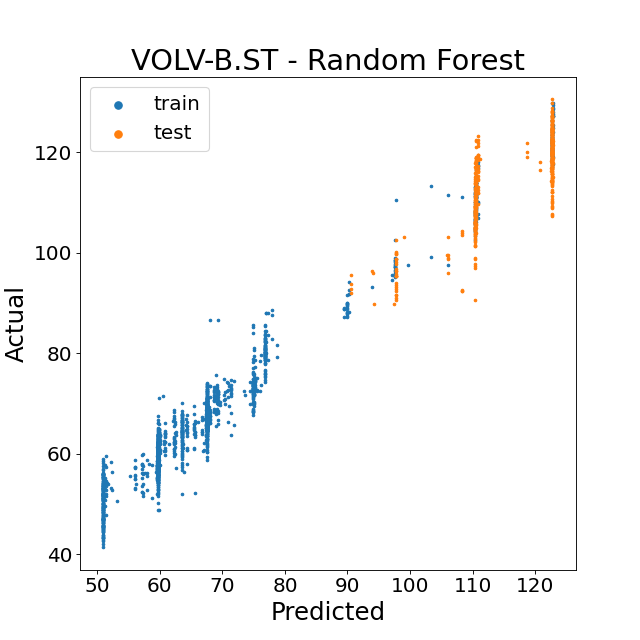 VOLV-B.ST - Random Forest
train
test
Actual
120
100
80
60
40
50 60 70 80 90 100 110 120
Predicted